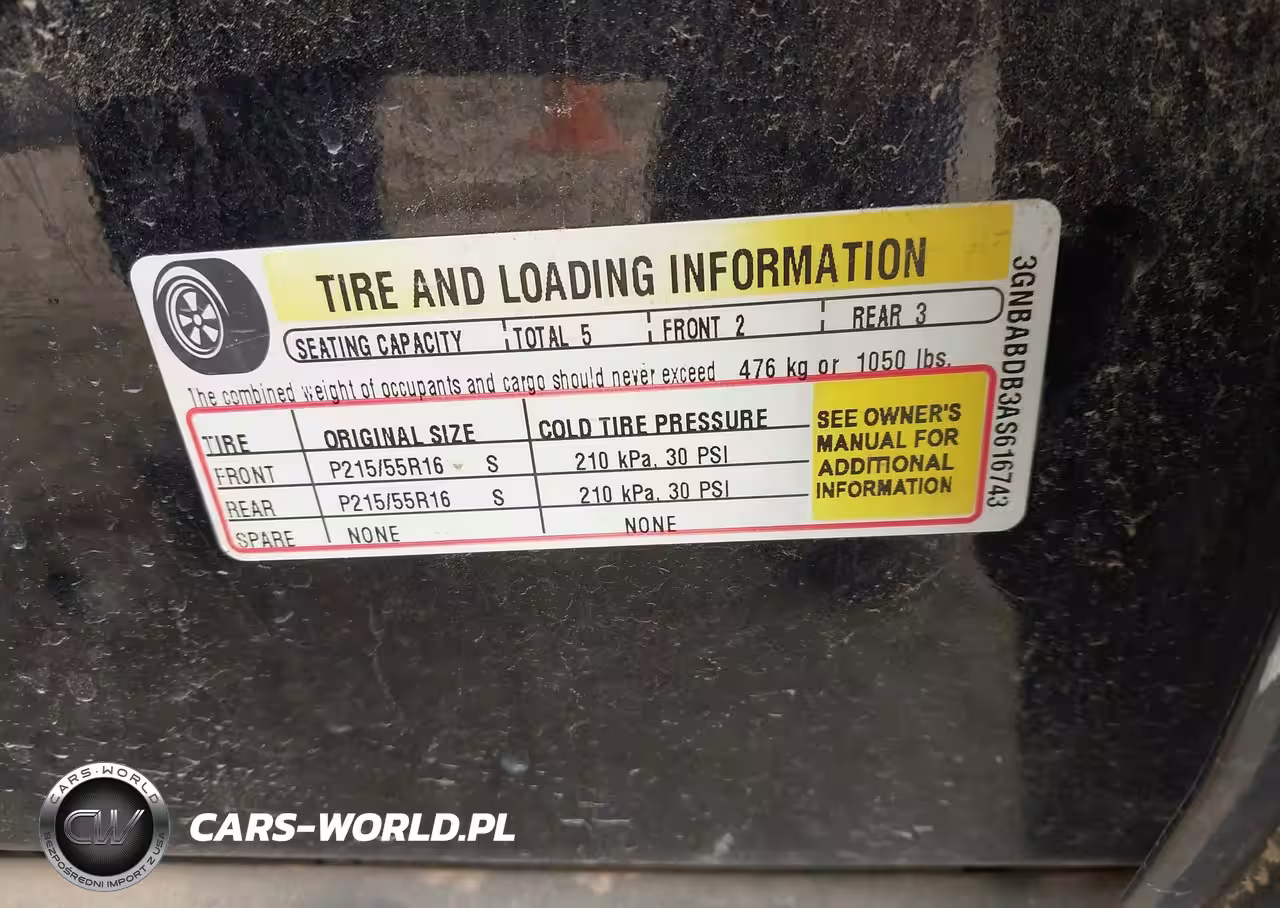 TIRE AND LOADING INFORMATION
SEATING CAPACITY TOTAL 5 FRONT 2 REAR 3
The combined weight of occupants and cargo should never exceed 476 kg or 1050 lbs.
TIRE ORIGINAL SIZE COLD TIRE PRESSURE
FRONT P215/55R16 S 210 kPa, 30 PSI
REAR P215/55R16 S 210 kPa, 30 PSI
SPARE NONE NONE
SEE OWNER'S
MANUAL FOR
ADDITIONAL
INFORMATION
3GNBABDB3AS616743
CARS-WORLD
CW
BEZPOŚREDNI IMPORT Z USA
CARS-WORLD.PL